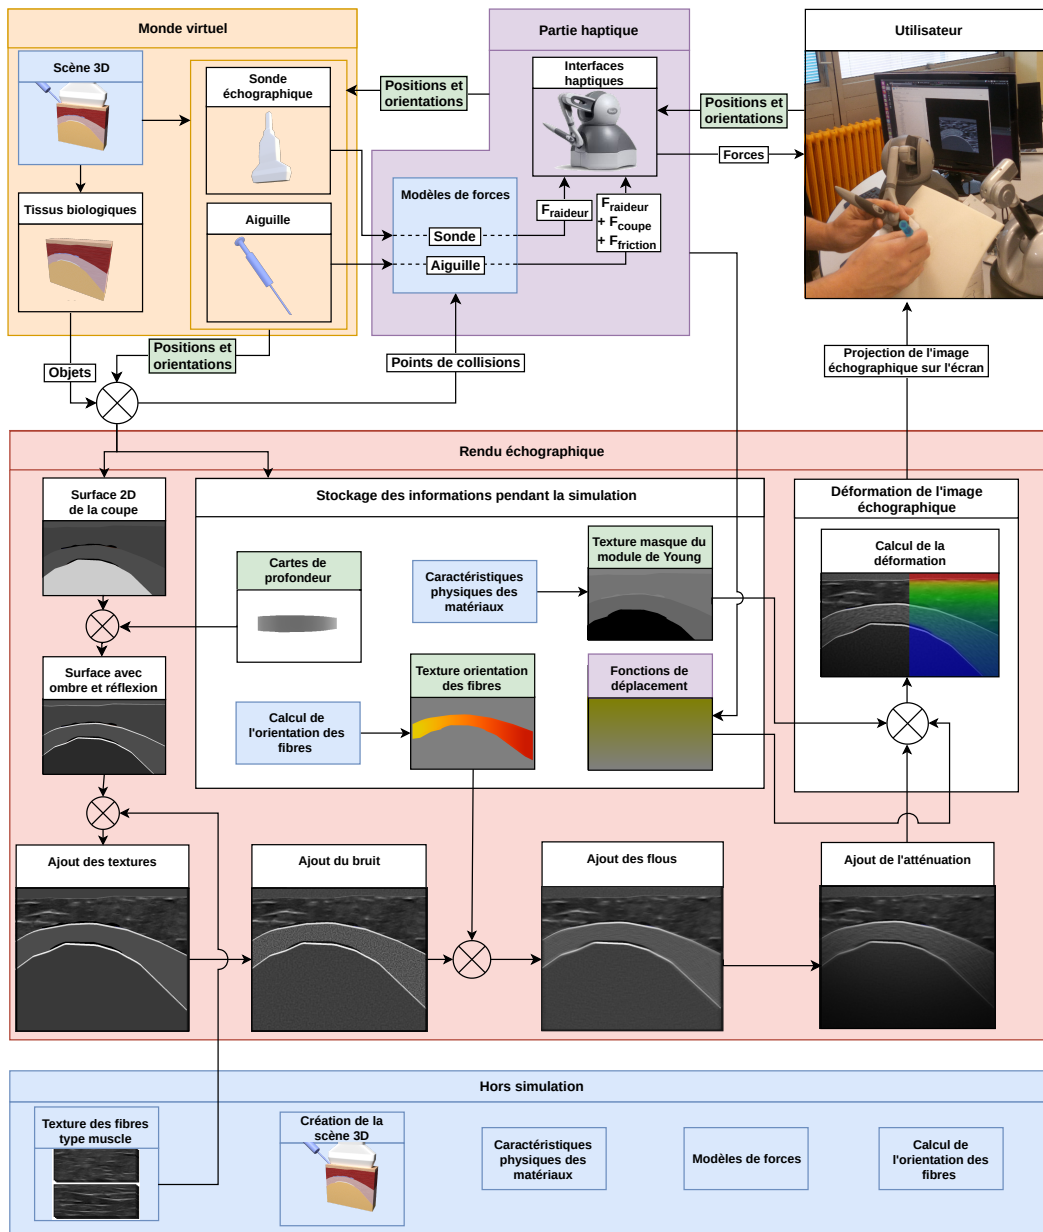 Monde virtuel
Scène 3D
Sonde
échographique
Tissus biologiques
Aiguille
Partie haptique
Interfaces
haptiques
Positions et
orientations
Modèles de forces
Sonde
Aiguille
Fraideur
Fraideur
+ Fcoupe
+ Ffriction
Utilisateur
Positions et
orientations
Forces
Positions et
orientations
Objets
Points de collisions
Projection de l'image
échographique sur l'écran
Rendu échographique
Surface 2D
de la coupe
Stockage des informations pendant la simulation
Cartes de
profondeur
Caractéristiques
physiques des
matériaux
Texture masque du
module de Young
Déformation de l'image
échographique
Calcul de la
déformation
Surface avec
ombre et réflexion
Calcul de
l'orientation des
fibres
Texture orientation
des fibres
Fonctions de
déplacement
Ajout des textures
Ajout du bruit
Ajout des flous
Ajout de l'atténuation
Hors simulation
Texture des fibres
type muscle
Création de la
scène 3D
Caractéristiques
physiques des
matériaux
Modèles de forces
Calcul de
l'orientation des
fibres